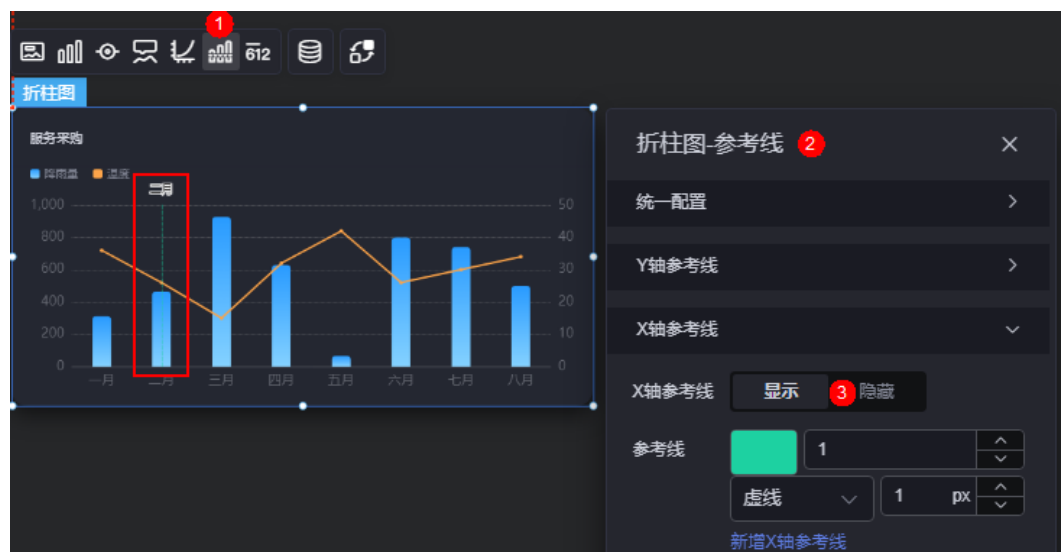 1
612
折柱图
服务采购
降雨量 温度
二月
1,000 50
800 40
600 30
400 20
200 10
0 0
一月 二月 三月 四月 五月 六月 七月 八月
折柱图-参考线 2
统一配置
Y轴参考线
X轴参考线
X轴参考线 显示 3 隐藏
参考线 1
虚线 1 px
新增X轴参考线